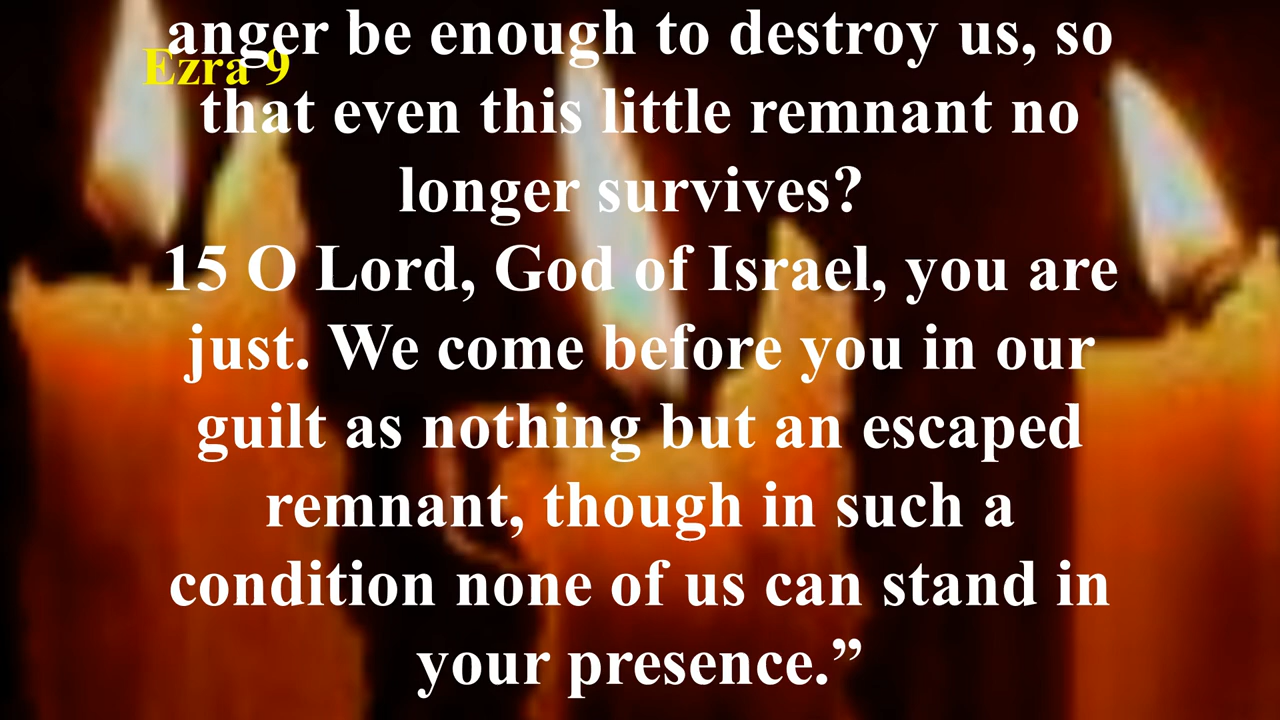 anger be enough to destroy us, so
Ezra 9
that even this little remnant no
longer survives?
15 O Lord, God of Israel, you are
just. We come before you in our
guilt as nothing but an escaped
remnant, though in such a
condition none of us can stand in
your presence.”